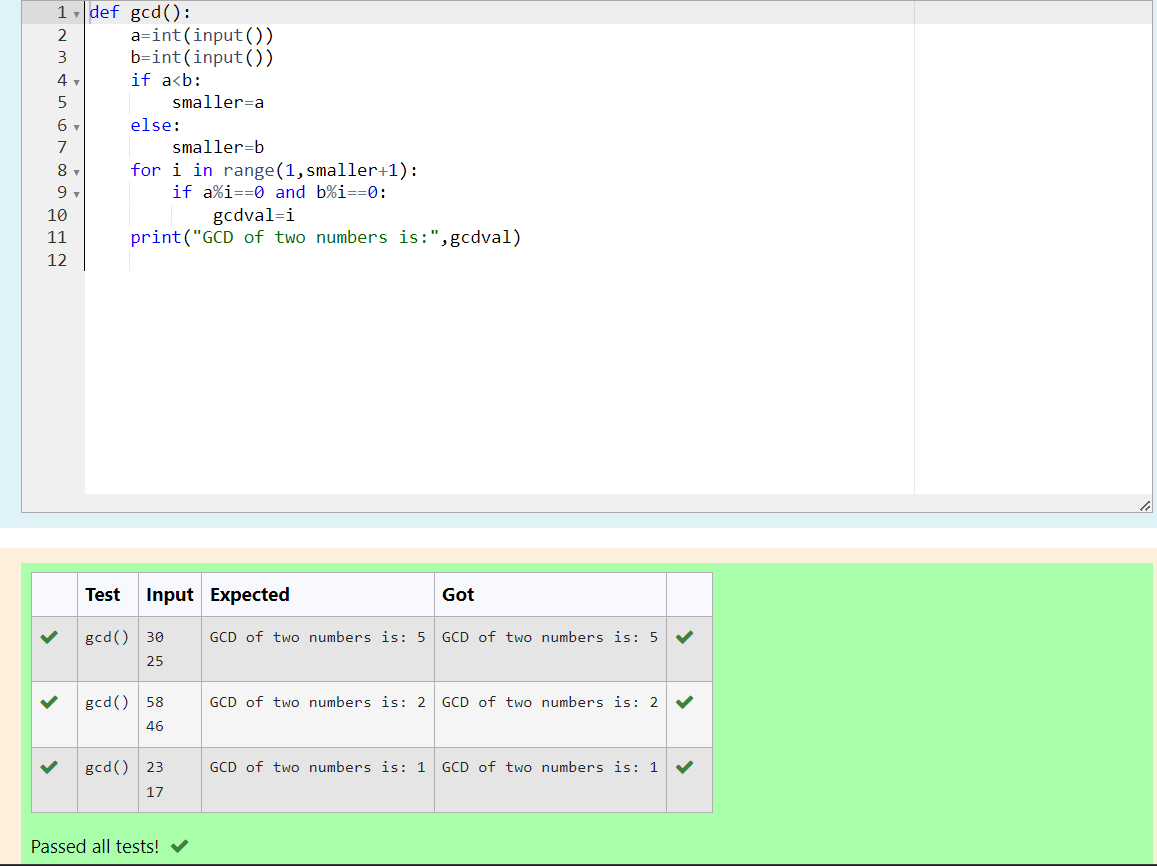 1 def gcd():
2     a=int(input())
3     b=int(input())
4     if a<b:
5         smaller=a
6     else:
7         smaller=b
8     for i in range(1,smaller+1):
9         if a%i==0 and b%i==0:
10             gcdval=i
11     print("GCD of two numbers is:",gcdval)
12
Test Input Expected Got
gcd() 30 GCD of two numbers is: 5 GCD of two numbers is: 5
25
gcd() 58 GCD of two numbers is: 2 GCD of two numbers is: 2
46
gcd() 23 GCD of two numbers is: 1 GCD of two numbers is: 1
17
Passed all tests!